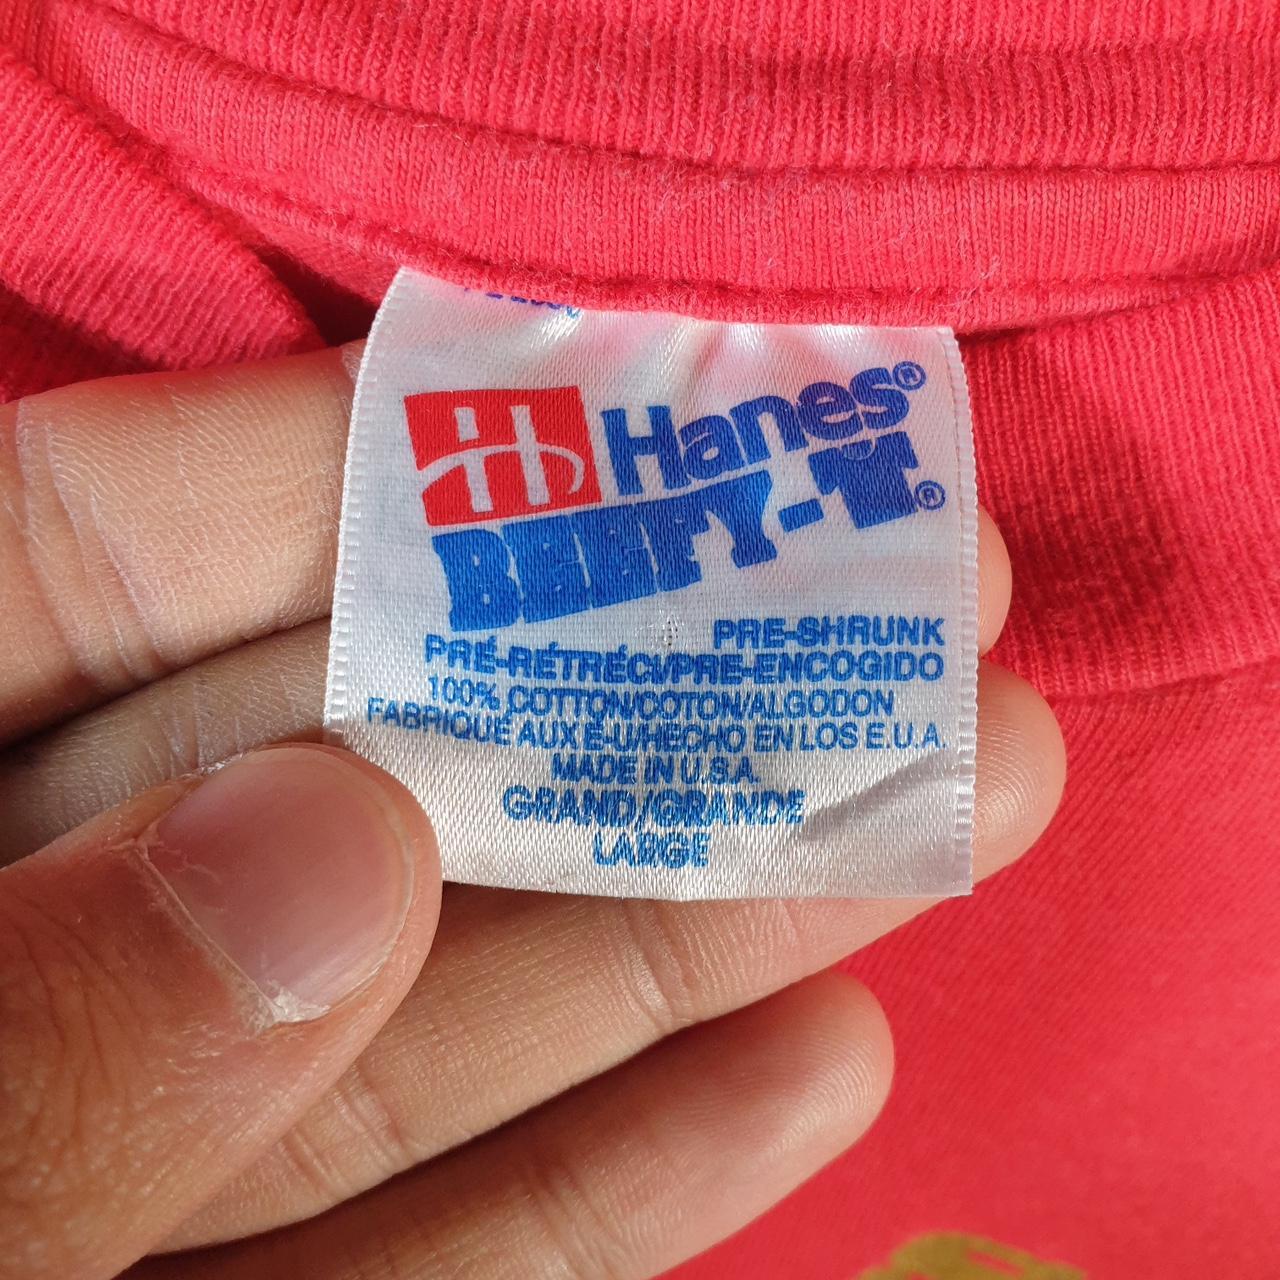 Hanes®
BEEFY-T®
PRE-SHRUNK
PRÉ-RÉTRÉCI/PRE-ENCOGIDO
100% COTTON/COTON/ALGODON
FABRIQUÉ AUX É-U/HECHO EN LOS E.U.A.
MADE IN U.S.A.
GRAND/GRANDE
LARGE